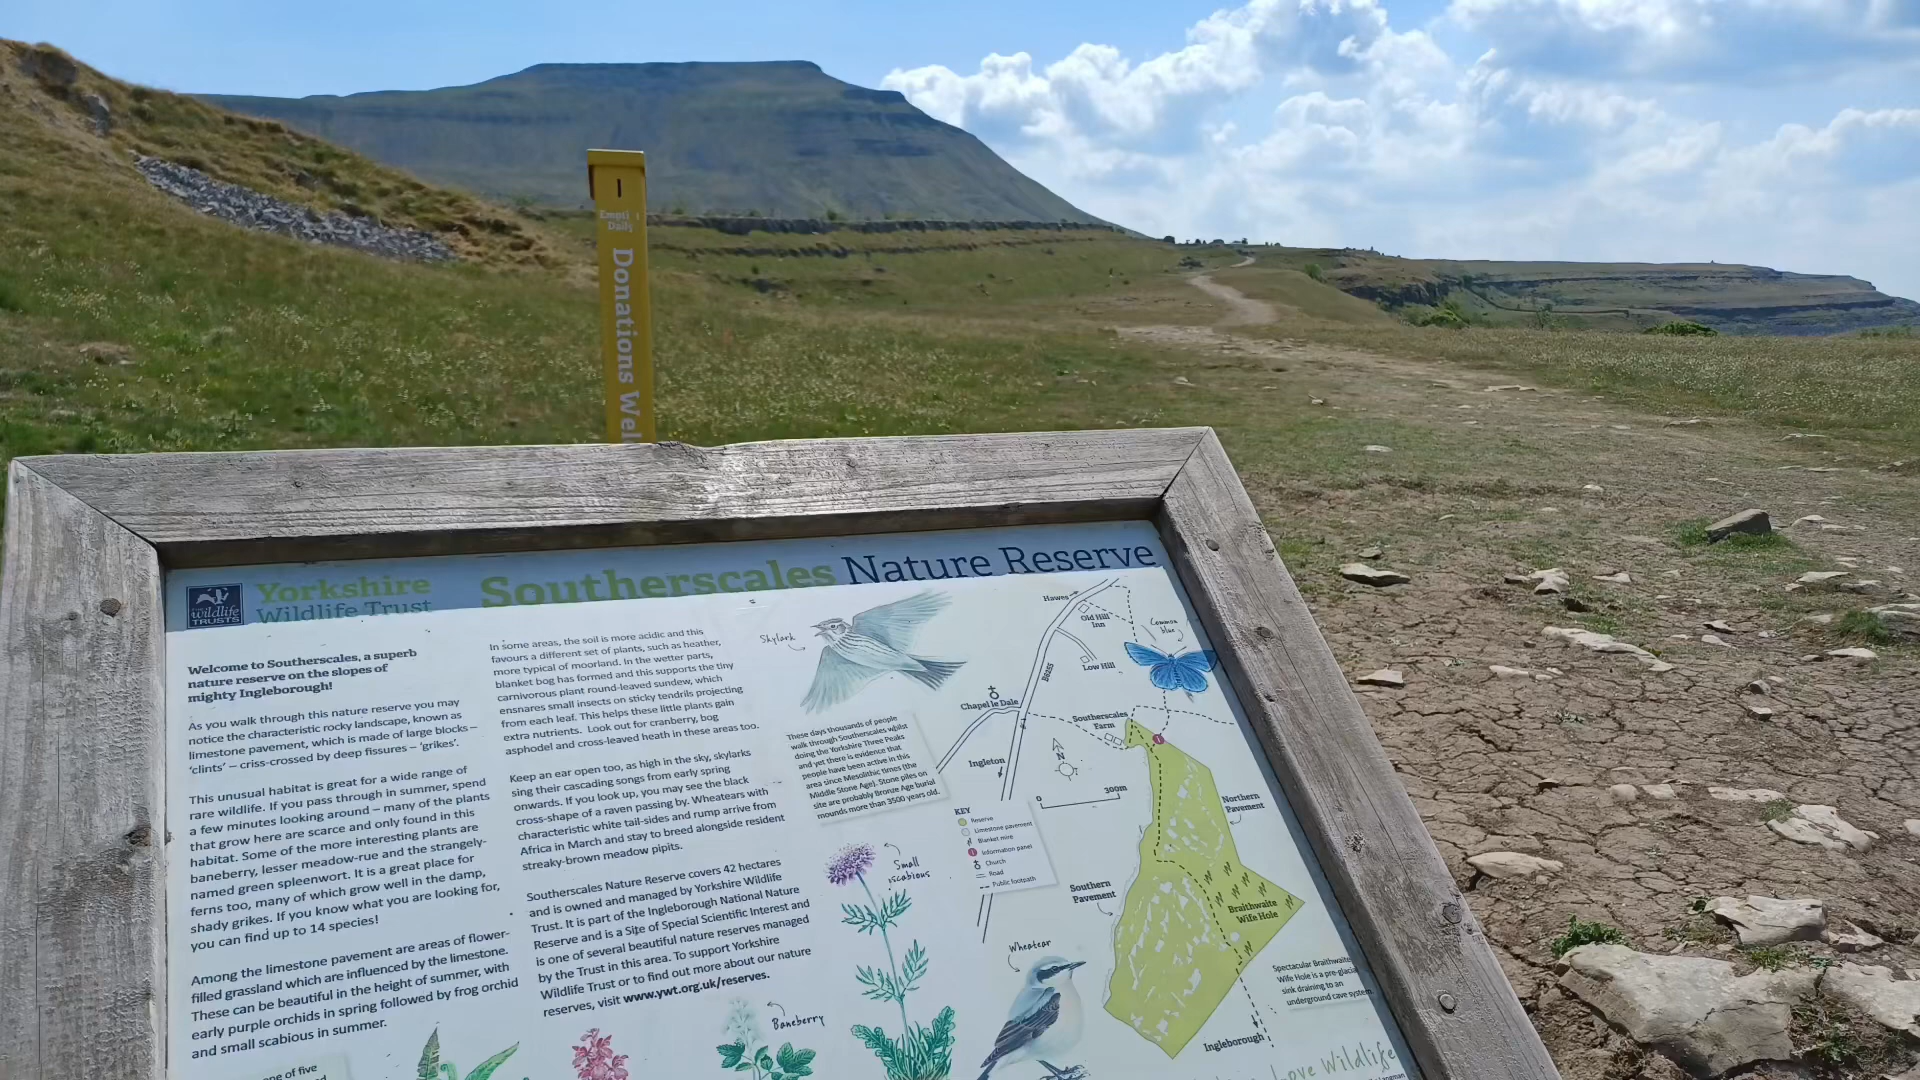 Empti
Daily
Donations Wel
wildlife
TRUSTS
Yorkshire
Wildlife Trust
Southerscales Nature Reserve
Welcome to Southerscales, a superb
nature reserve on the slopes of
mighty Ingleborough!
As you walk through this nature reserve you may
notice the characteristic rocky landscape, known as
limestone pavement, which is made of large blocks –
'clints' – criss-crossed by deep fissures – 'grikes'.
This unusual habitat is great for a wide range of
rare wildlife. If you pass through in summer, spend
a few minutes looking around – many of the plants
that grow here are scarce and only found in this
habitat. Some of the more interesting plants are
baneberry, lesser meadow-rue and the strangely-
named green spleenwort. It is a great place for
ferns too, many of which grow well in the damp,
shady grikes. If you know what you are looking for,
you can find up to 14 species!
Among the limestone pavement are areas of flower-
filled grassland which are influenced by the limestone.
These can be beautiful in the height of summer, with
early purple orchids in spring followed by frog orchid
and small scabious in summer.
one of five
In some areas, the soil is more acidic and this
favours a different set of plants, such as heather,
more typical of moorland. In the wetter parts,
blanket bog has formed and this supports the tiny
carnivorous plant round-leaved sundew, which
ensnares small insects on sticky tendrils projecting
from each leaf. This helps these little plants gain
extra nutrients. Look out for cranberry, bog
asphodel and cross-leaved heath in these areas too.
Keep an ear open too, as high in the sky, skylarks
sing their cascading songs from early spring
onwards. If you look up, you may see the black
cross-shape of a raven passing by. Wheatears with
characteristic white tail-sides and rump arrive from
Africa in March and stay to breed alongside resident
streaky-brown meadow pipits.
Southerscales Nature Reserve covers 42 hectares
and is owned and managed by Yorkshire Wildlife
Trust. It is part of the Ingleborough National Nature
Reserve and is a Site of Special Scientific Interest and
is one of several beautiful nature reserves managed
by the Trust in this area. To support Yorkshire
Wildlife Trust or to find out more about our nature
reserves, visit www.ywt.org.uk/reserves.
Baneberry
Skylark
These days thousands of people
walk through Southerscales whilst
doing the Yorkshire Three Peaks
and yet there is evidence that
people have been active in this
area since Mesolithic times (the
Middle Stone Age). Stone piles on
site are probably Bronze Age burial
mounds more than 3500 years old.
Small
scabious
Wheatear
Hawes
Old Hill
Inn
Common
blue
Low Hill
B6255
Chapel le Dale
Southerscales
Farm
Ingleton
N
0 300m
KEY
Reserve
Limestone pavement
Blanket mire
Information panel
Church
Road
Public footpath
Northern
Pavement
Southern
Pavement
Braithwaite
Wife Hole
Spectacular Braithwaite
Wife Hole is a pre-glacial
sink draining to an
underground cave system
Ingleborough
Love Wildlife